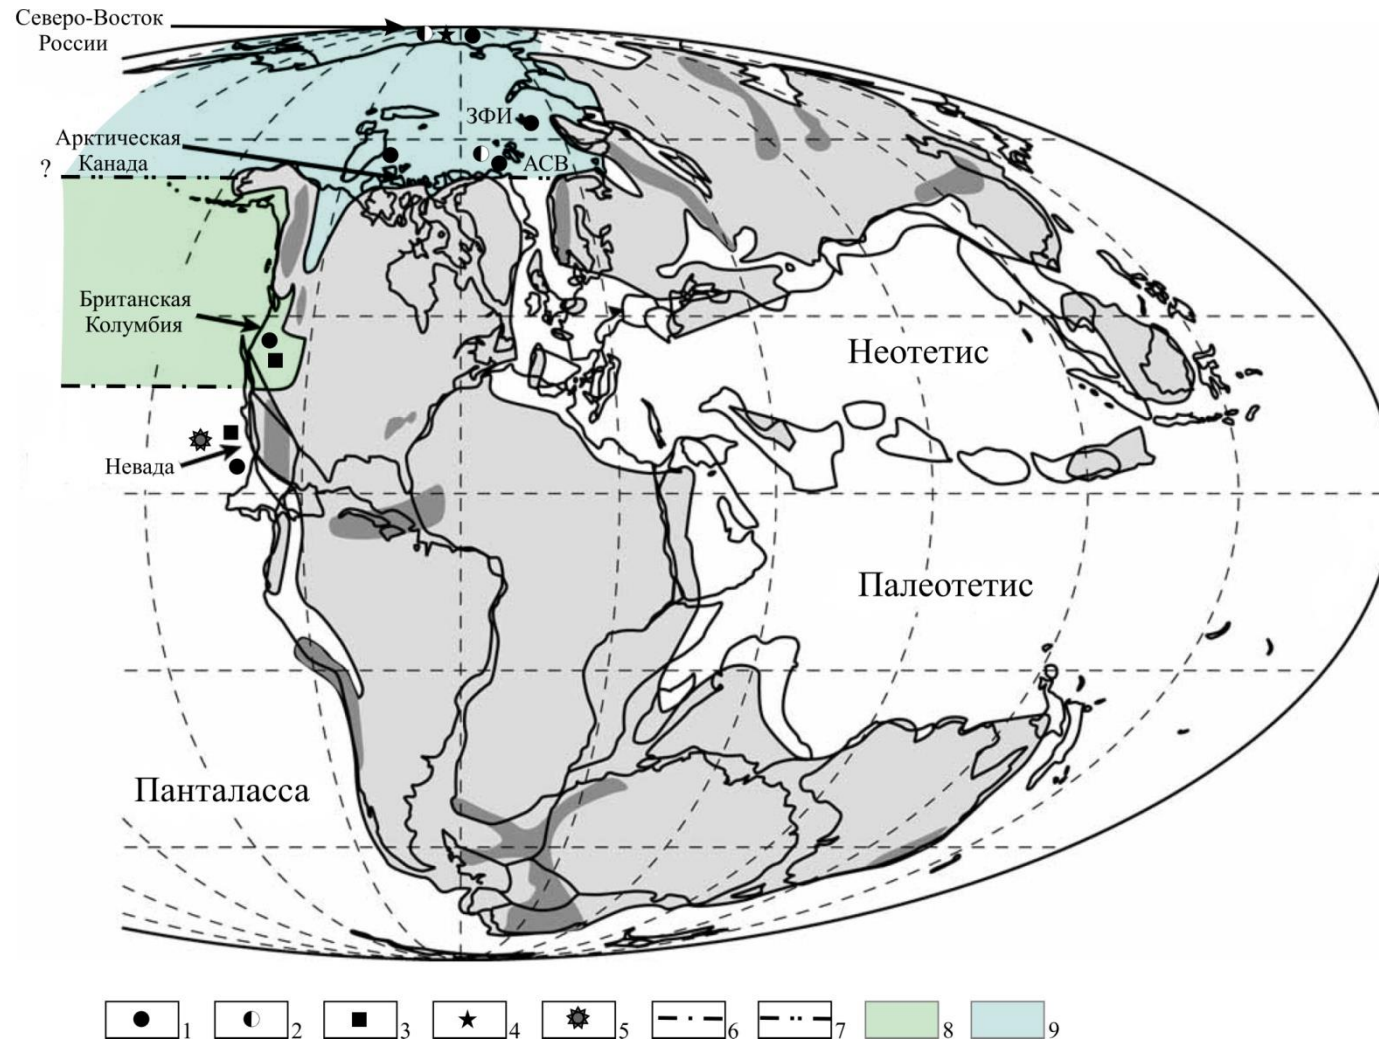 Северо-Восток
России
ЗФИ
Арктическая
Канада
?
АСВ
Британская
Колумбия
Неотетис
Невада
Палеотетис
Панталасса
1 2 3 4 5 6 7 8 9